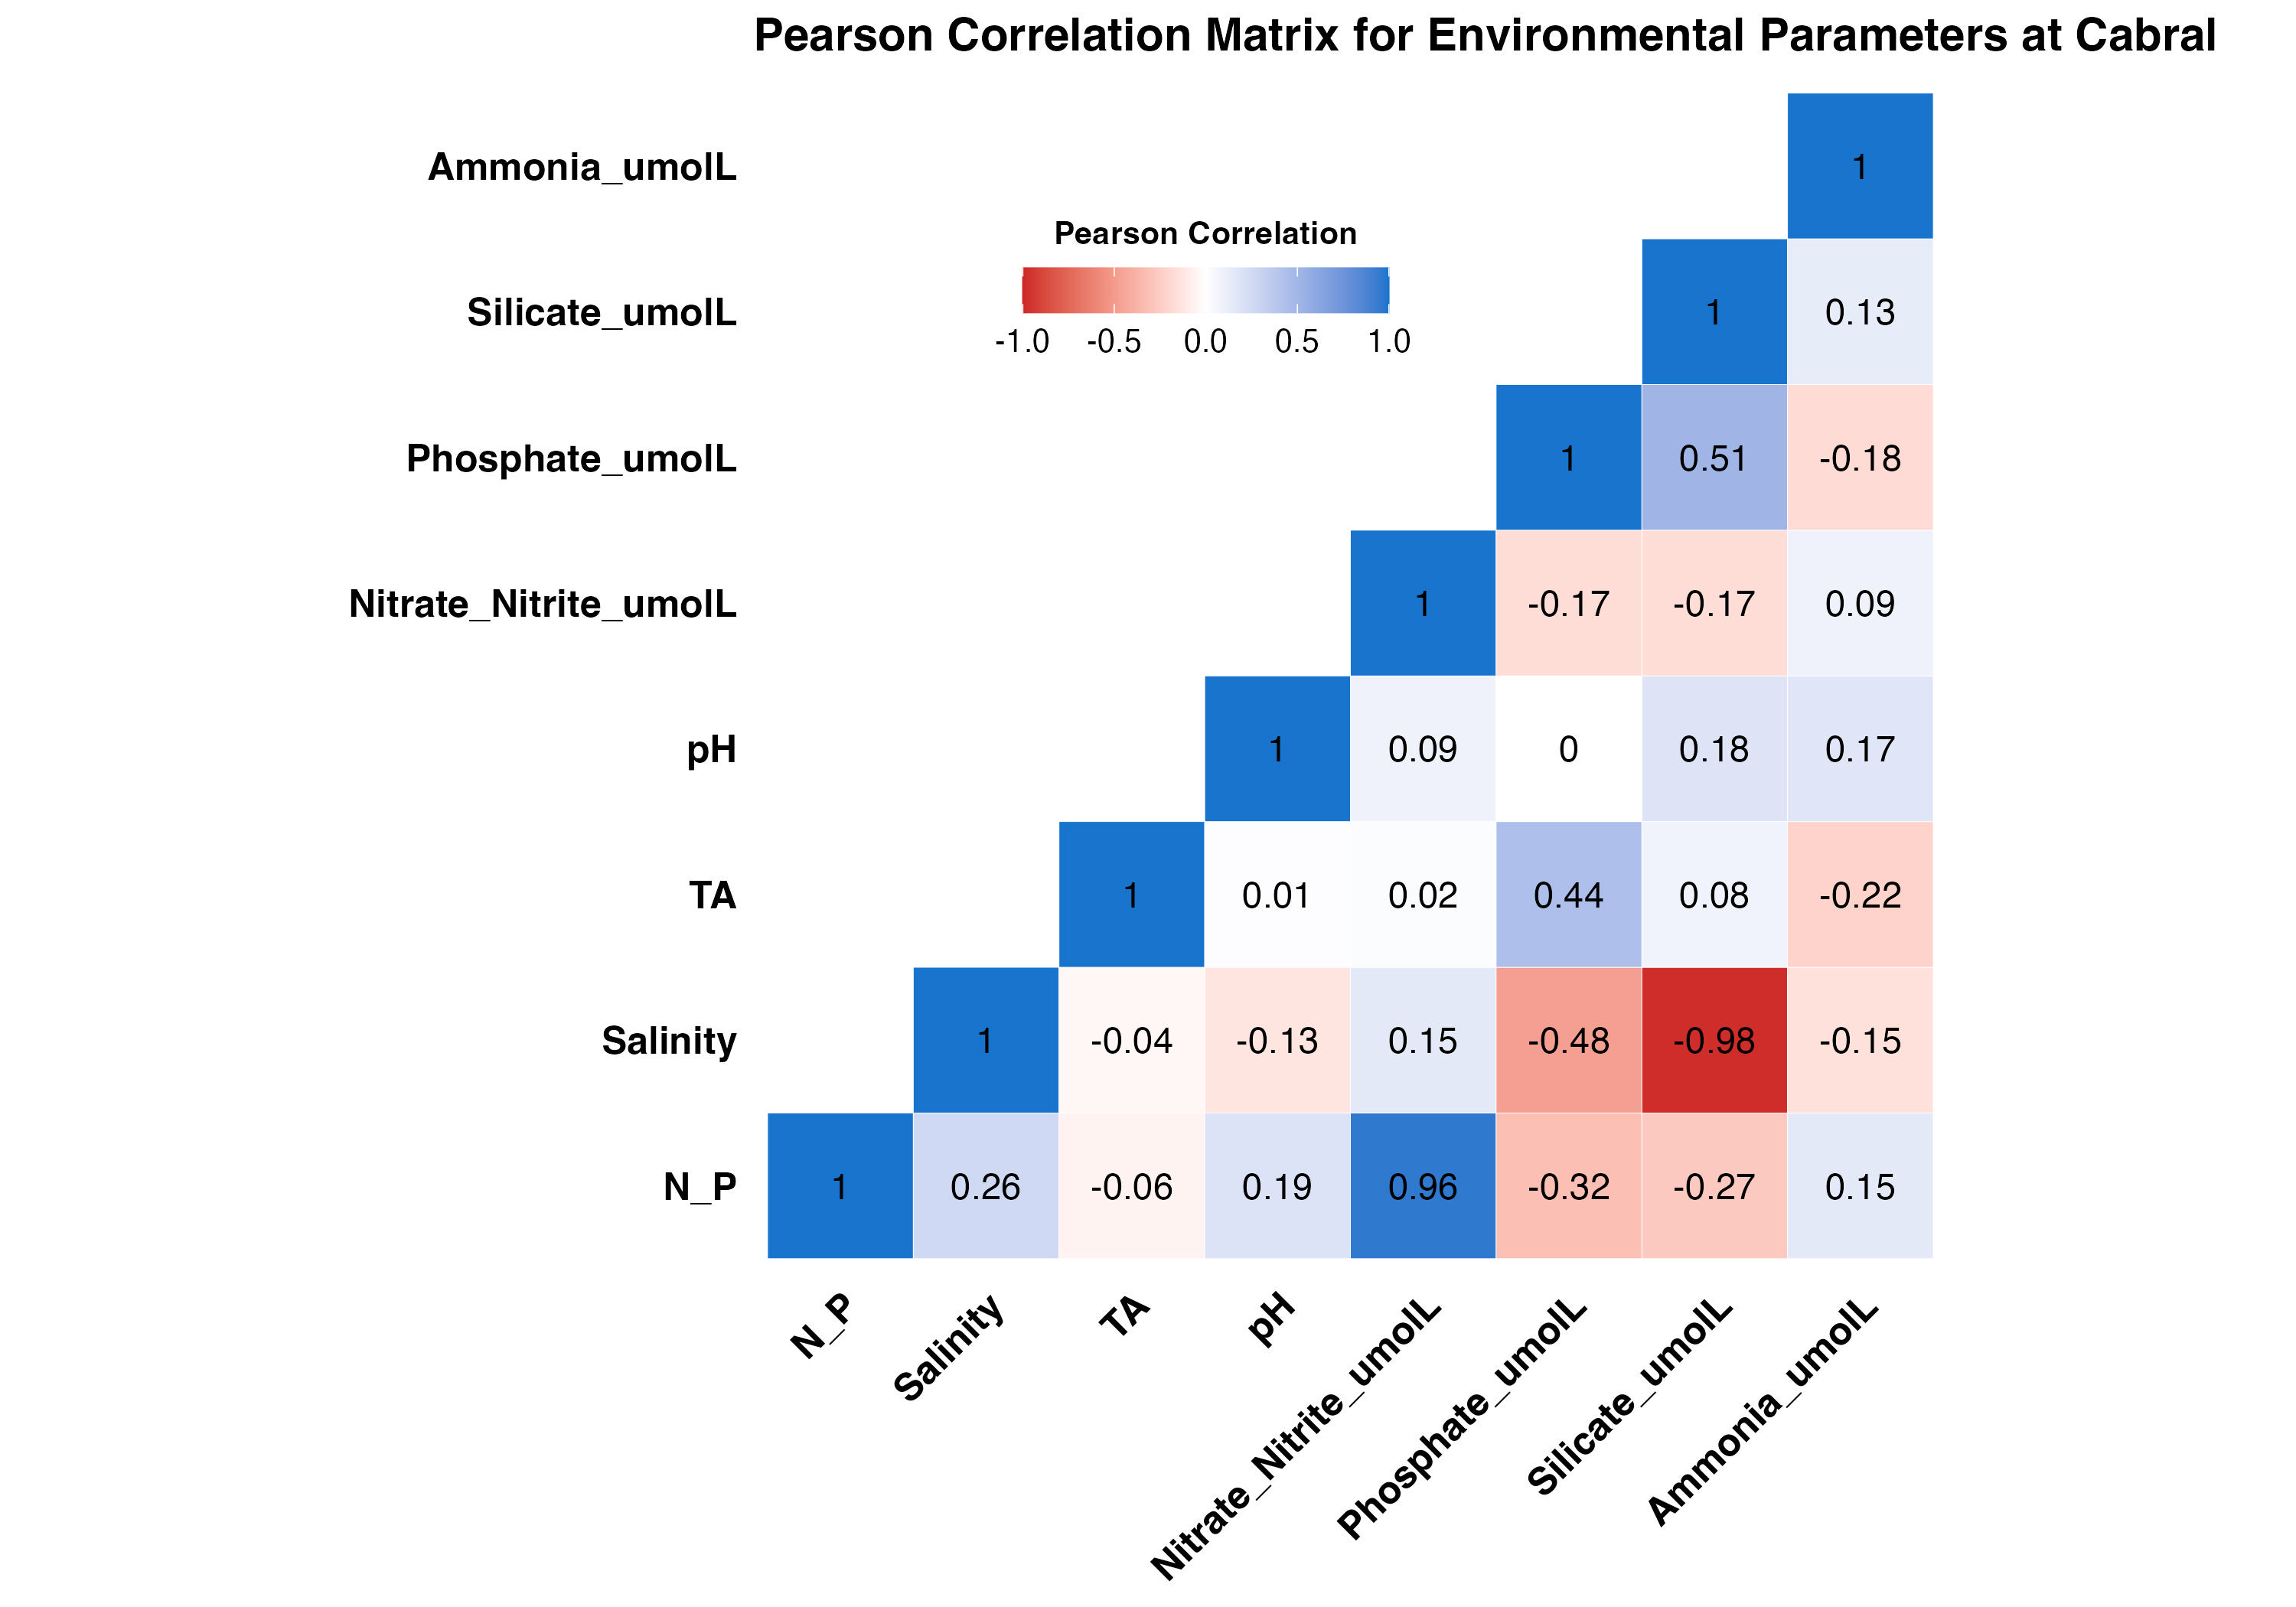 Pearson Correlation Matrix for Environmental Parameters at Cabral
Ammonia_umolL
1
Pearson Correlation
-1.0 -0.5 0.0 0.5 1.0
Silicate_umolL
1 0.13
Phosphate_umolL
1 0.51 -0.18
Nitrate_Nitrite_umolL
1 -0.17 -0.17 0.09
pH
1 0.09 0 0.18 0.17
TA
1 0.01 0.02 0.44 0.08 -0.22
Salinity
1 -0.04 -0.13 0.15 -0.48 -0.98 -0.15
N_P
1 0.26 -0.06 0.19 0.96 -0.32 -0.27 0.15
N_P
Salinity
TA
pH
Nitrate_Nitrite_umolL
Phosphate_umolL
Silicate_umolL
Ammonia_umolL